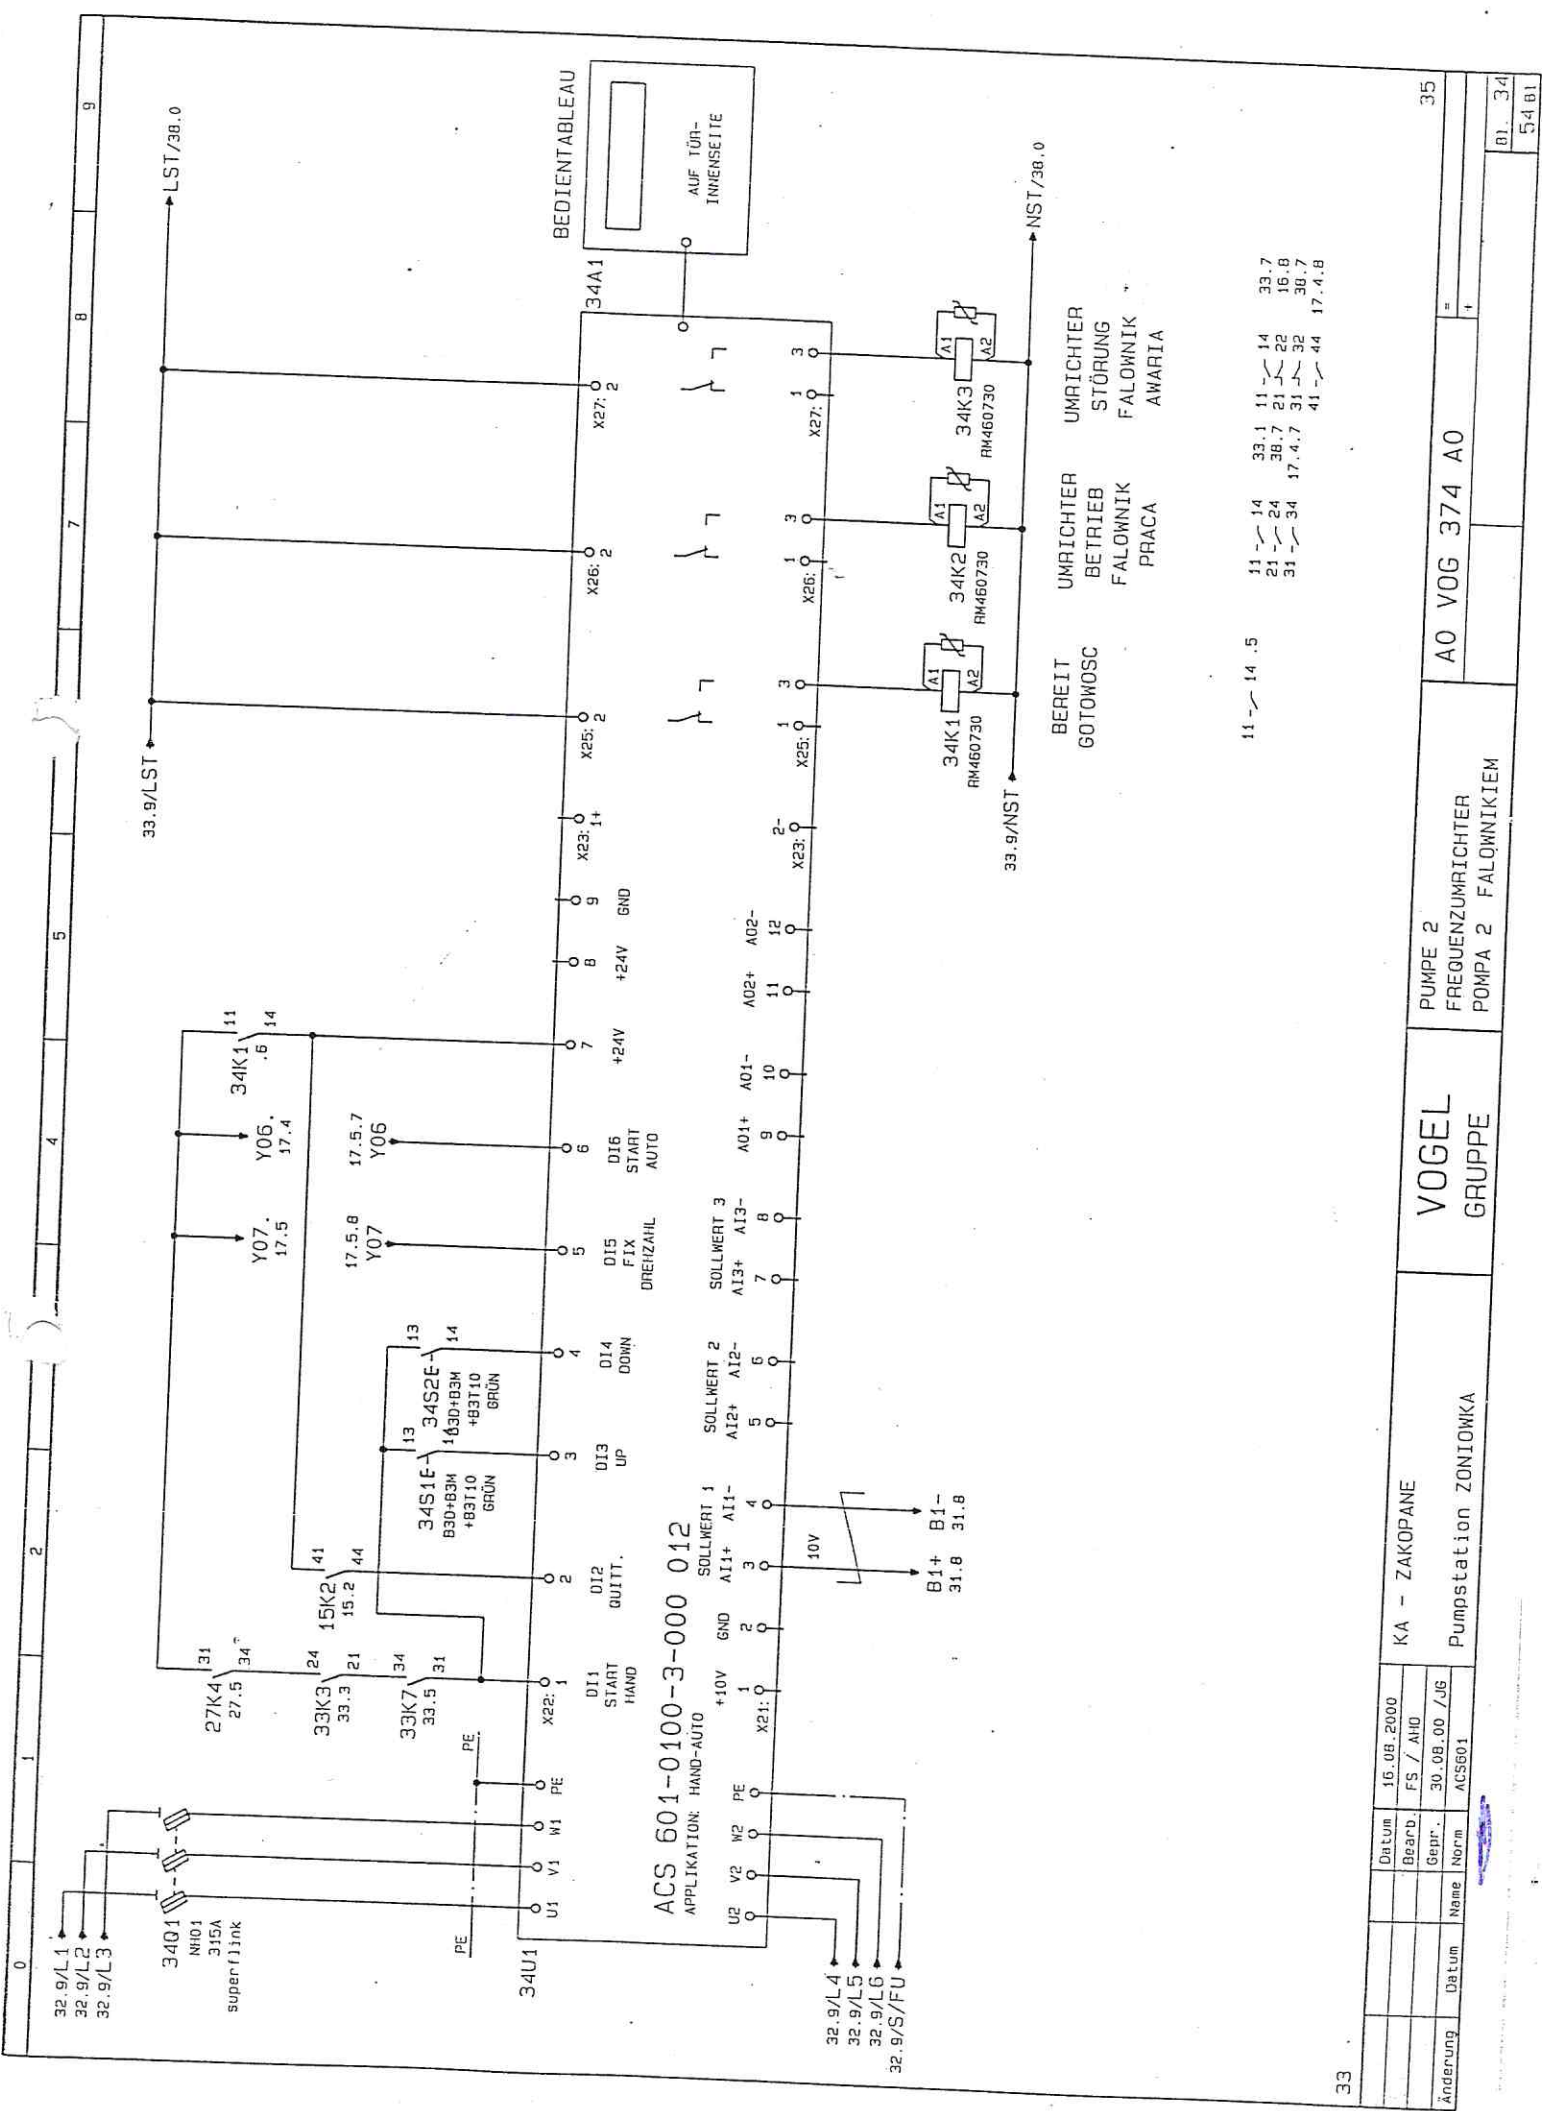 0
1
2
4
5
7
8
9
32.9/L1
32.9/L2
32.9/L3
34Q1
NH01
315A
superflink
PE
PE
27K4
27.5
31
34
33K3
33.3
24
21
33K7
33.5
34
31
15K2
15.2
41
44
34S1E
B3D+B3M
+B3T10
GRÜN
13
14
34S2E
B3D+B3M
+B3T10
GRÜN
13
14
Y07.
17.5
Y06.
17.4
17.5.8
Y07
17.5.7
Y06
34K1
.6
11
14
33.9/LST
LST/38.0
34U1
U1
V1
W1
PE
X22: 1
2
3
4
5
6
7
8
9
X23: 1+
X25: 2
X26: 2
X27: 2
34A1
BEDIENTABLEAU
AUF TÜR-
INNENSEITE
DI1
START
HAND
DI2
QUITT.
DI3
UP
DI4
DOWN
DI5
FIX
DREHZAHL
DI6
START
AUTO
+24V
+24V
GND
ACS 601-0100-3-000 012
APPLIKATION: HAND-AUTO
+10V
GND
SOLLWERT 1
AI1+
AI1-
SOLLWERT 2
AI2+
AI2-
SOLLWERT 3
AI3+
AI3-
AO1+
AO1-
AO2+
AO2-
U2
V2
W2
PE
X21: 1
2
3
4
5
6
7
8
9
10
11
12
X23: 2-
X25: 1
3
X26: 1
3
X27: 1
3
10V
B1+
31.8
B1-
31.8
32.9/L4
32.9/L5
32.9/L6
32.9/S/FU
34K1
RM460730
A1
A2
34K2
RM460730
A1
A2
34K3
RM460730
A1
A2
33.9/NST
NST/38.0
BEREIT
GOTOWOSC
UMRICHTER
BETRIEB
FALOWNIK
PRACA
UMRICHTER
STÖRUNG
FALOWNIK
AWARIA
11 14 .5
11 14 33.1
21 24 38.7
31 34 17.4.7
11 14 33.7
21 22 16.8
31 32 38.7
41 44 17.4.8
33
35
Änderung
Datum
Name
Datum
16.08.2000
Bearb.
FS / AHO
Gepr.
30.08.00 /JG
Norm
ACS601
KA - ZAKOPANE
Pumpstation ZONIOWKA
VOGEL
GRUPPE
PUMPE 2
FREQUENZUMRICHTER
POMPA 2 FALOWNIKIEM
AO VOG 374 AO
=
+
Bl. 34
54 Bl